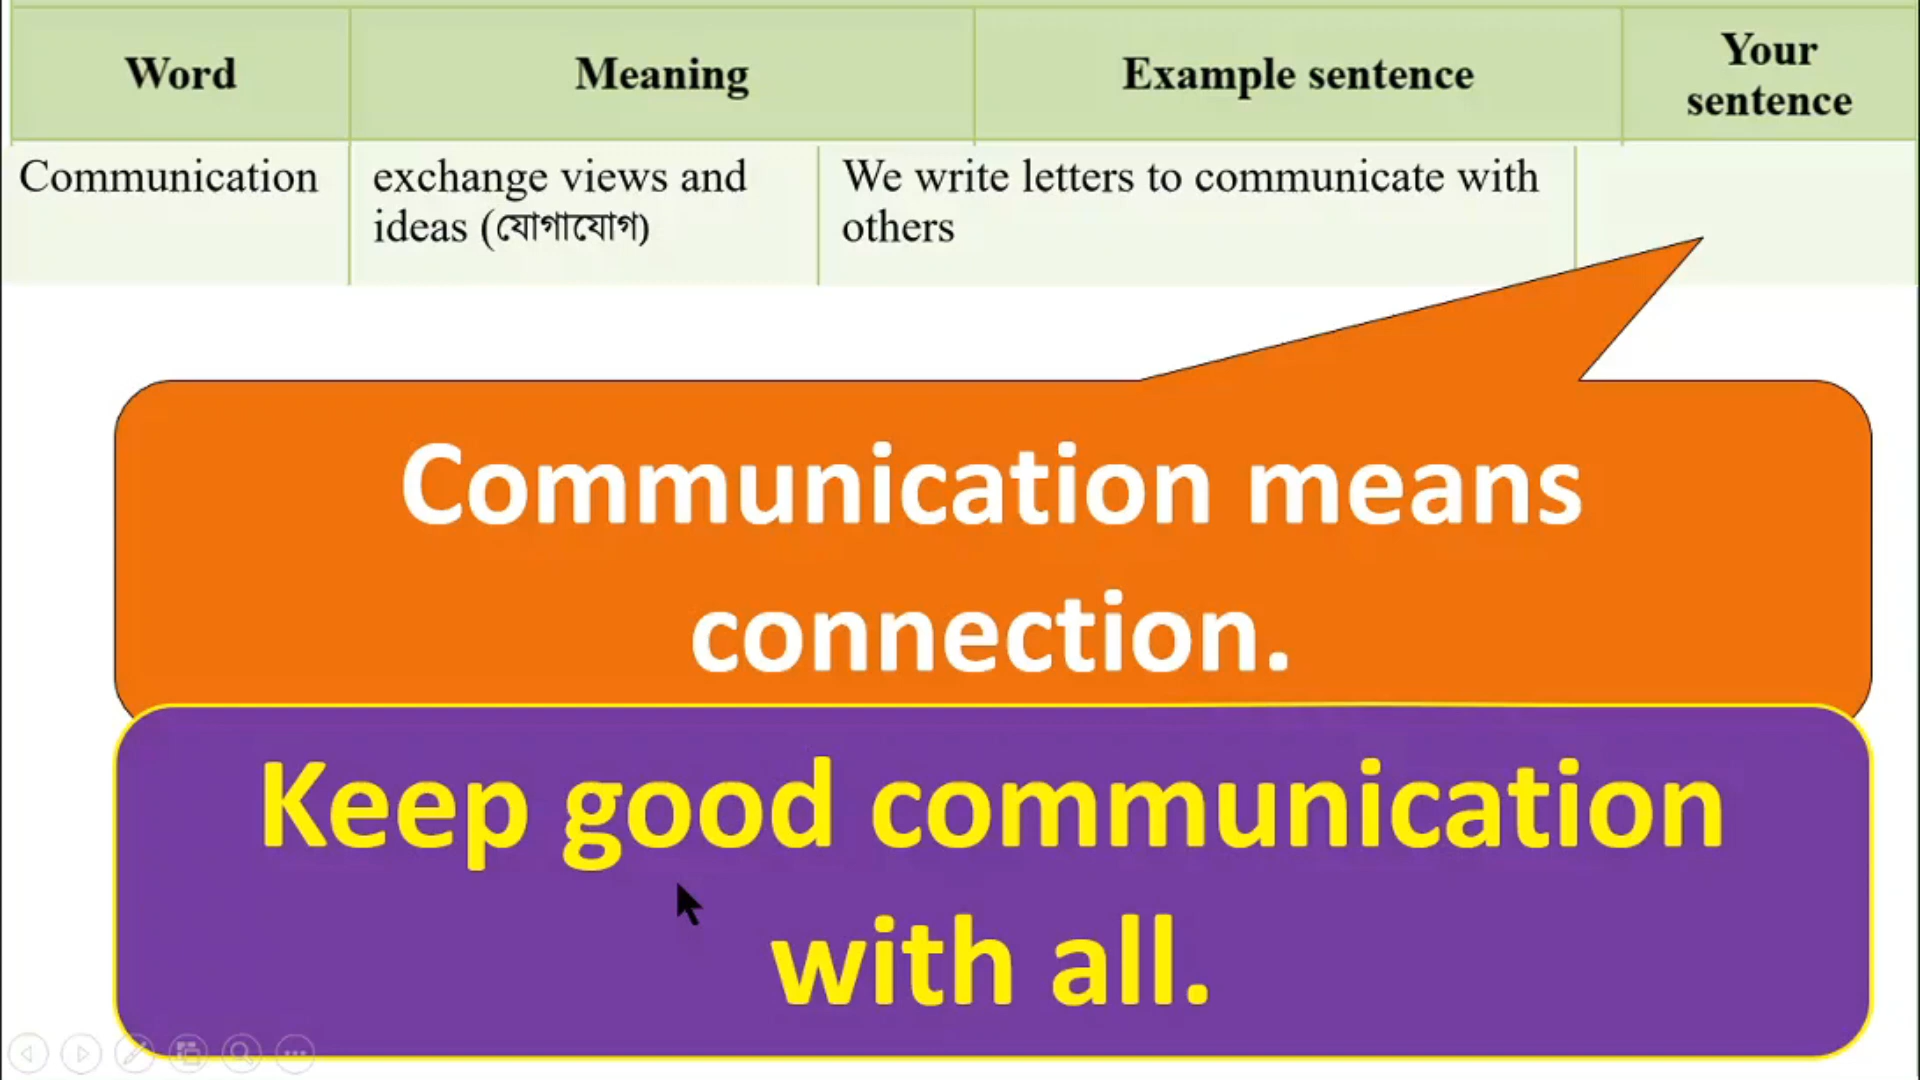 Word Meaning Example sentence Your sentence
Communication
exchange views and
ideas (যোগাযোগ)
We write letters to communicate with
others
Communication means
connection.
Keep good communication
with all.